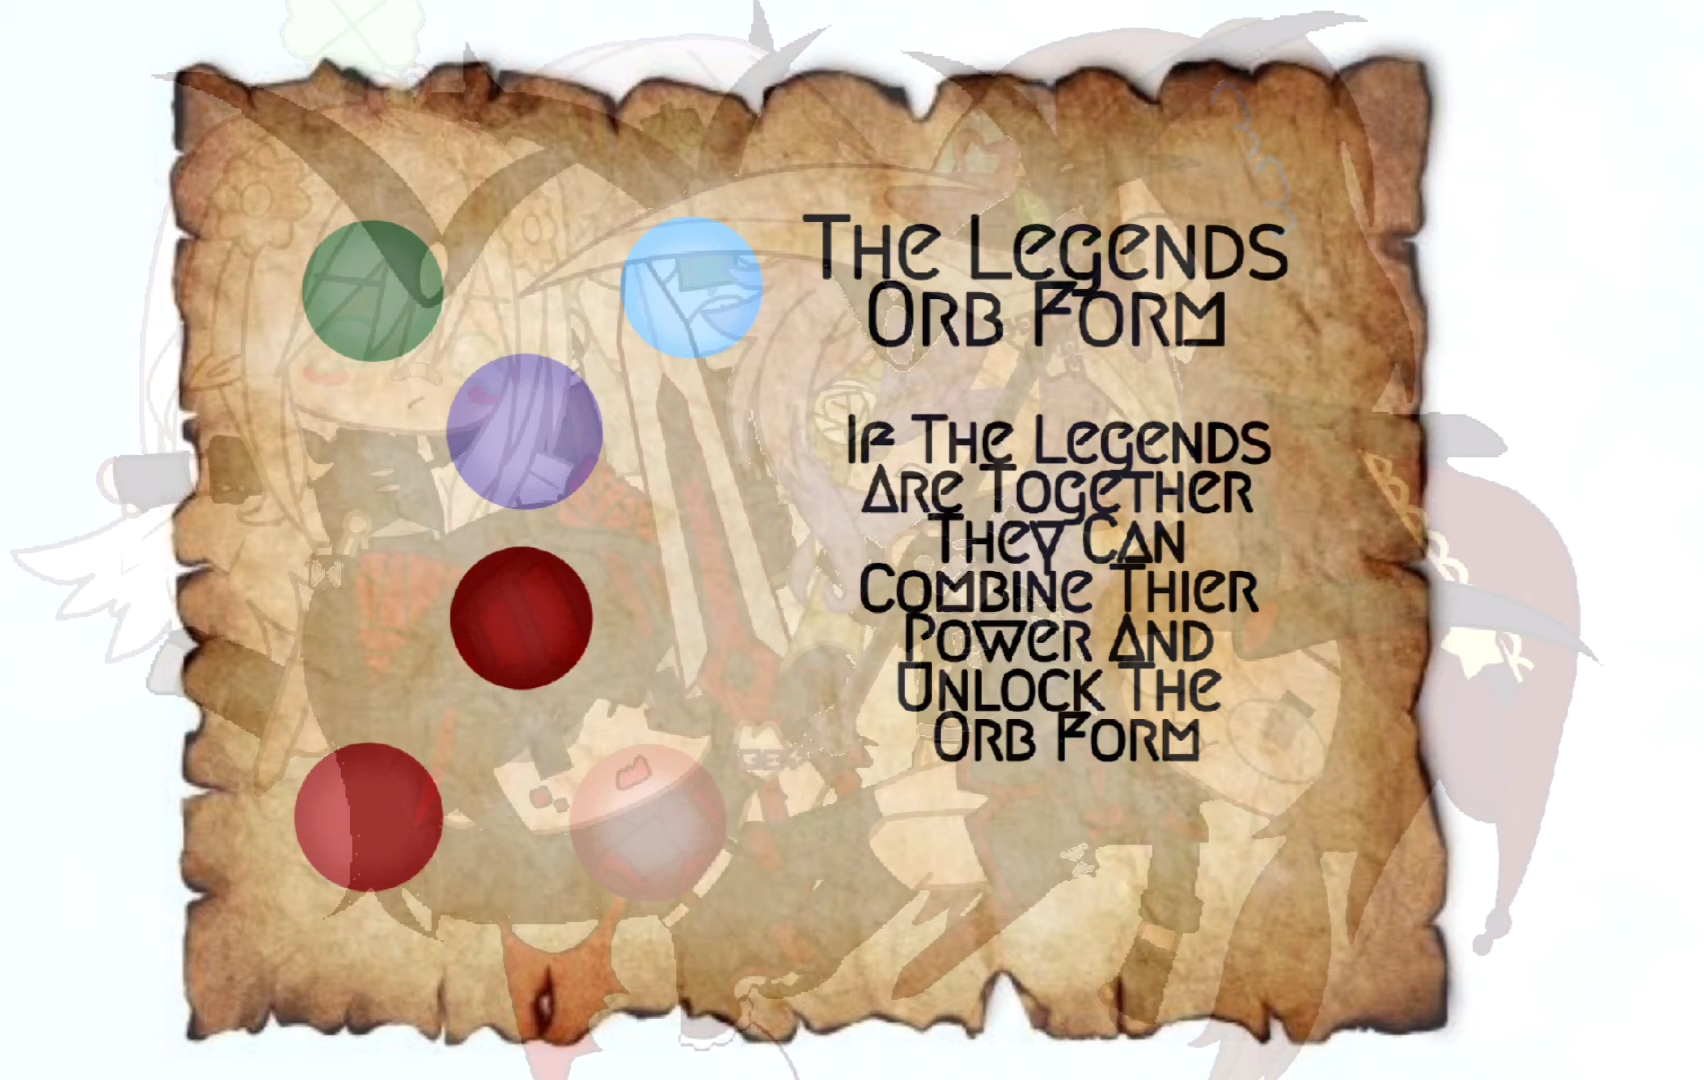 The Legends
Orb Form
If The Legends
Are Together
They Can
Combine Thier
Power And
Unlock The
Orb Form